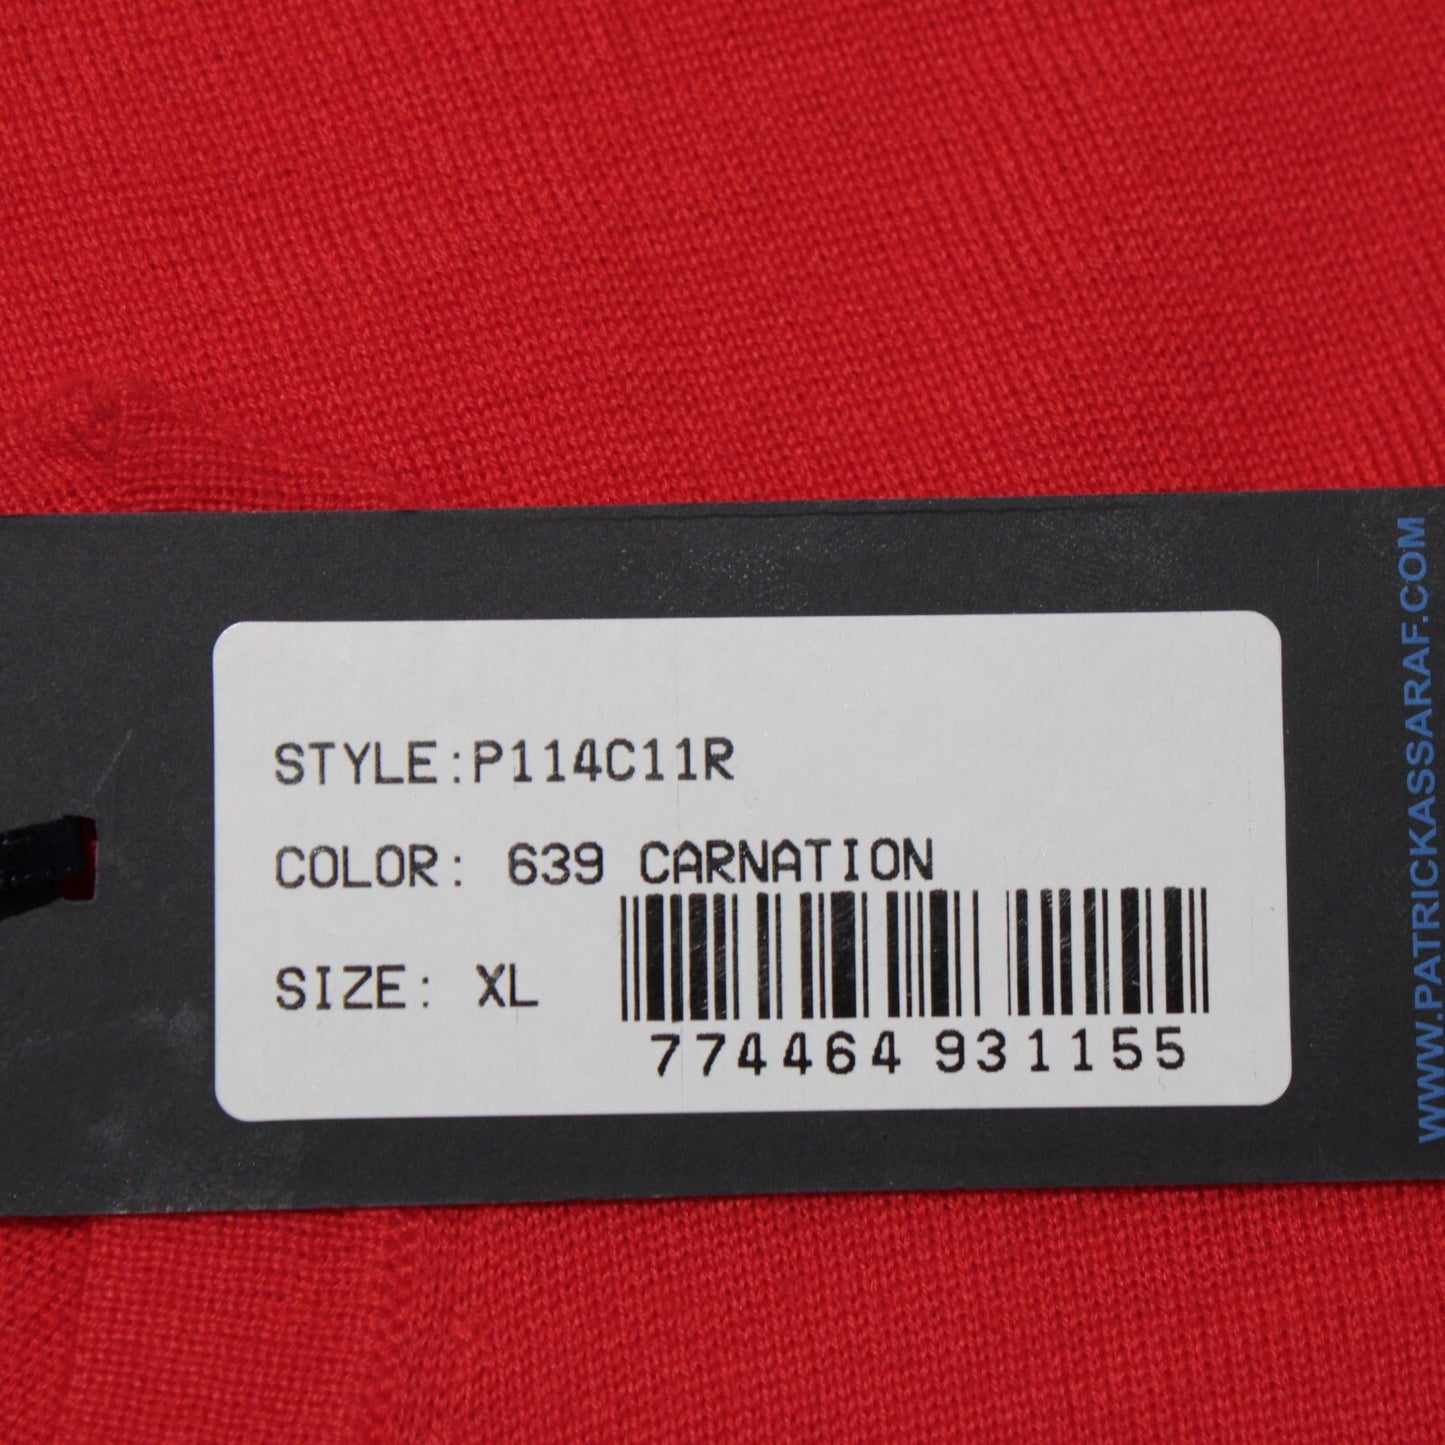 STYLE:P114C11R
COLOR: 639 CARNATION
SIZE: XL
774464 931155
WWW.PATRICKASSARAF.COM